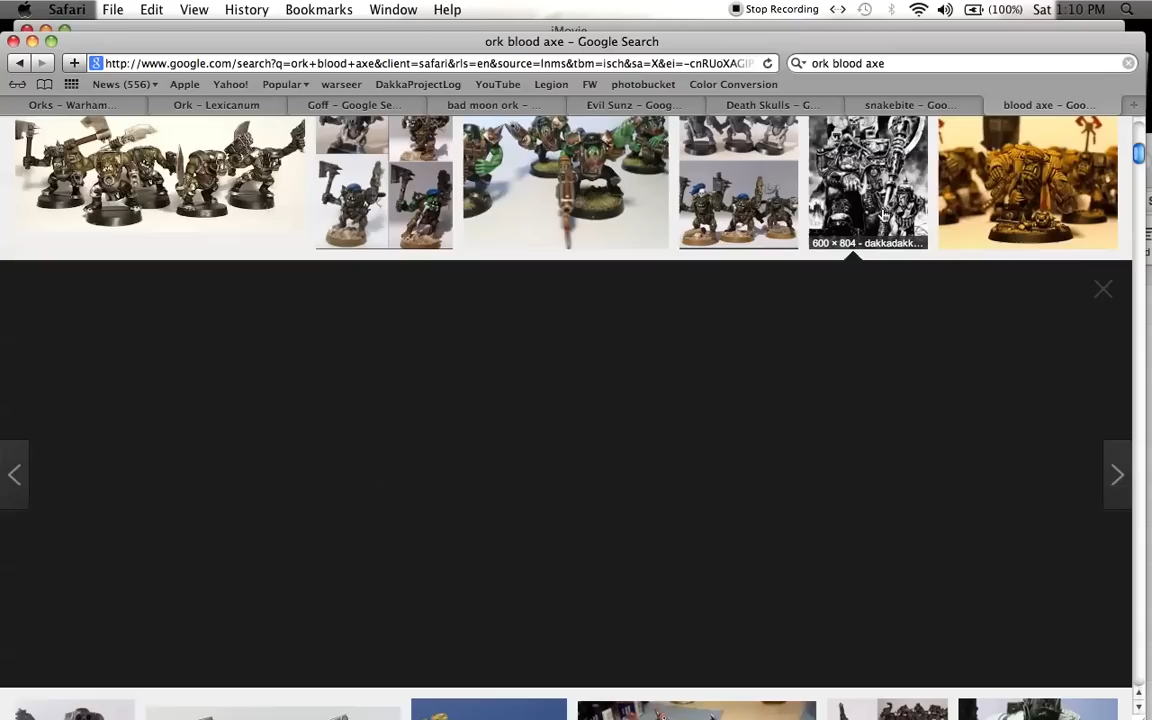 Safari File Edit View History Bookmarks Window Help Stop Recording (100%) Sat 1:10 PM
iMovie
ork blood axe – Google Search
http://www.google.com/search?q=ork+blood+axe&client=safari&rls=en&source=lnms&tbm=isch&sa=X&ei=-cnRUoXAGIP ork blood axe
News (556) Apple Yahoo! Popular warseer DakkaProjectLog YouTube Legion FW photobucket Color Conversion
Orks – Warham... Ork – Lexicanum Goff – Google Se... bad moon ork – ... Evil Sunz – Goog... Death Skulls – G... snakebite – Goo... blood axe – Goo...
600 × 804 - dakkadakk...